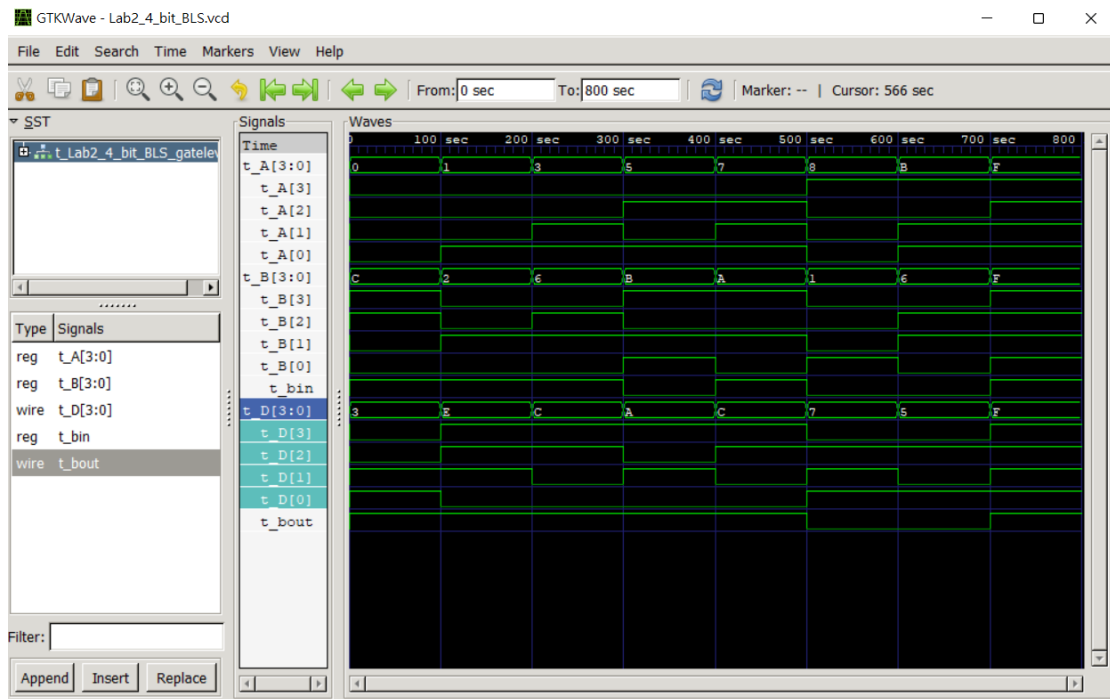 GTKWave - Lab2_4_bit_BLS.vcd
File Edit Search Time Markers View Help
From: 0 sec To: 800 sec Marker: -- | Cursor: 566 sec
SST
t_Lab2_4_bit_BLS_gatelev
Type Signals
reg t_A[3:0]
reg t_B[3:0]
wire t_D[3:0]
reg t_bin
wire t_bout
Filter:
Append Insert Replace
Signals
Time
t_A[3:0]
t_A[3]
t_A[2]
t_A[1]
t_A[0]
t_B[3:0]
t_B[3]
t_B[2]
t_B[1]
t_B[0]
t_bin
t_D[3:0]
t_D[3]
t_D[2]
t_D[1]
t_D[0]
t_bout
Waves
0 100 sec 200 sec 300 sec 400 sec 500 sec 600 sec 700 sec 800
0 1 3 5 7 8 B F
C 2 6 B A 1 6 F
3 E C A C 7 5 F